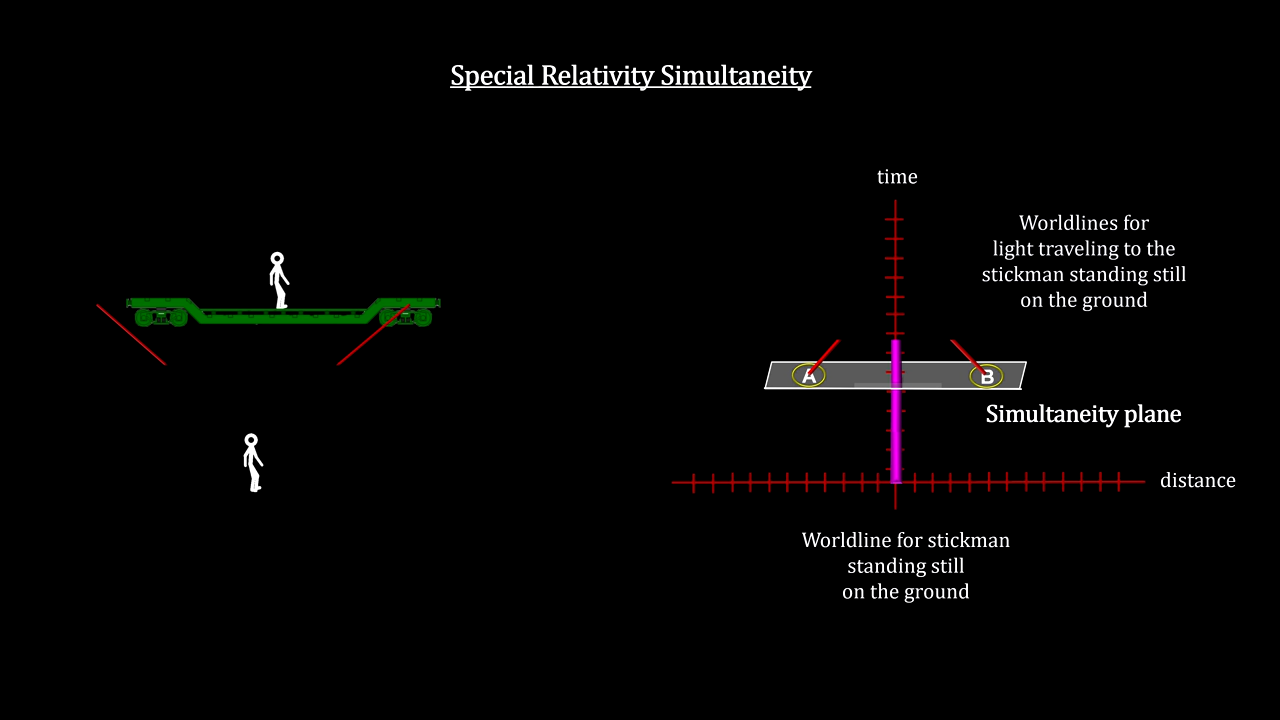 Special Relativity Simultaneity
time
Worldlines for
light traveling to the
stickman standing still
on the ground
A
B
Simultaneity plane
distance
Worldline for stickman
standing still
on the ground